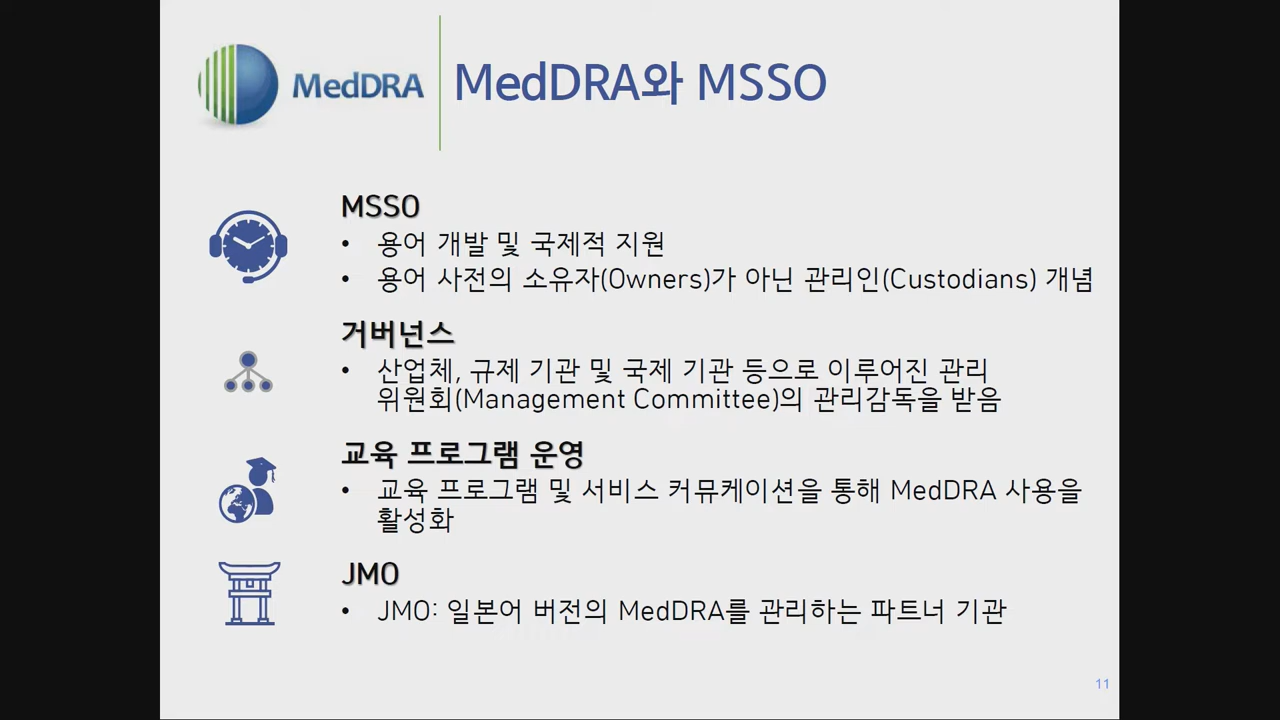 MedDRA
MedDRA와 MSSO
MSSO
• 용어 개발 및 국제적 지원
• 용어 사전의 소유자(Owners)가 아닌 관리인(Custodians) 개념
거버넌스
• 산업체, 규제 기관 및 국제 기관 등으로 이루어진 관리
위원회(Management Committee)의 관리감독을 받음
교육 프로그램 운영
• 교육 프로그램 및 서비스 커뮤케이션을 통해 MedDRA 사용을
활성화
JMO
• JMO: 일본어 버전의 MedDRA를 관리하는 파트너 기관
11